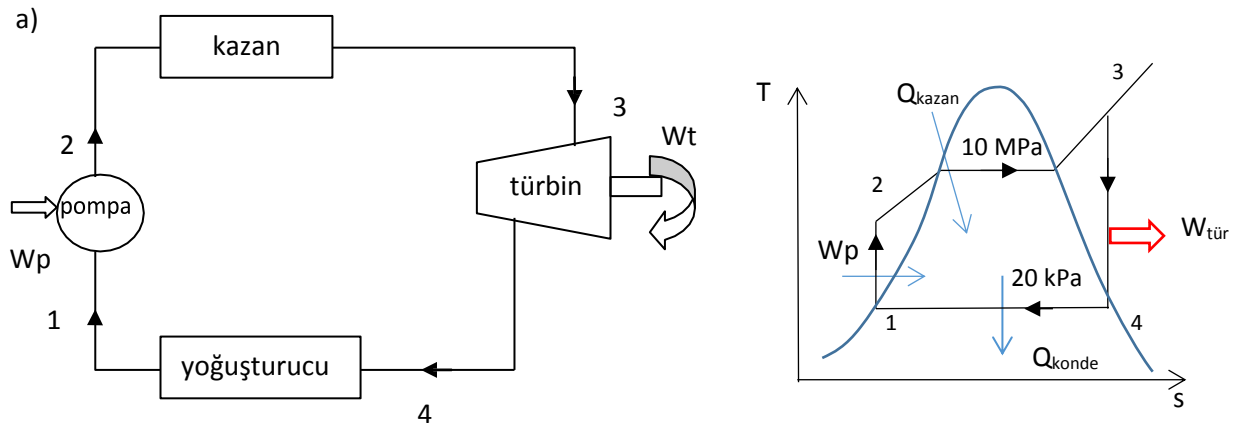 a)
kazan
3
2
Wt
türbin
pompa
Wp
1
yoğuşturucu
4
T
3
Qkazan
10 MPa
2
Wtür
Wp
20 kPa
1
4
Qkonde
s